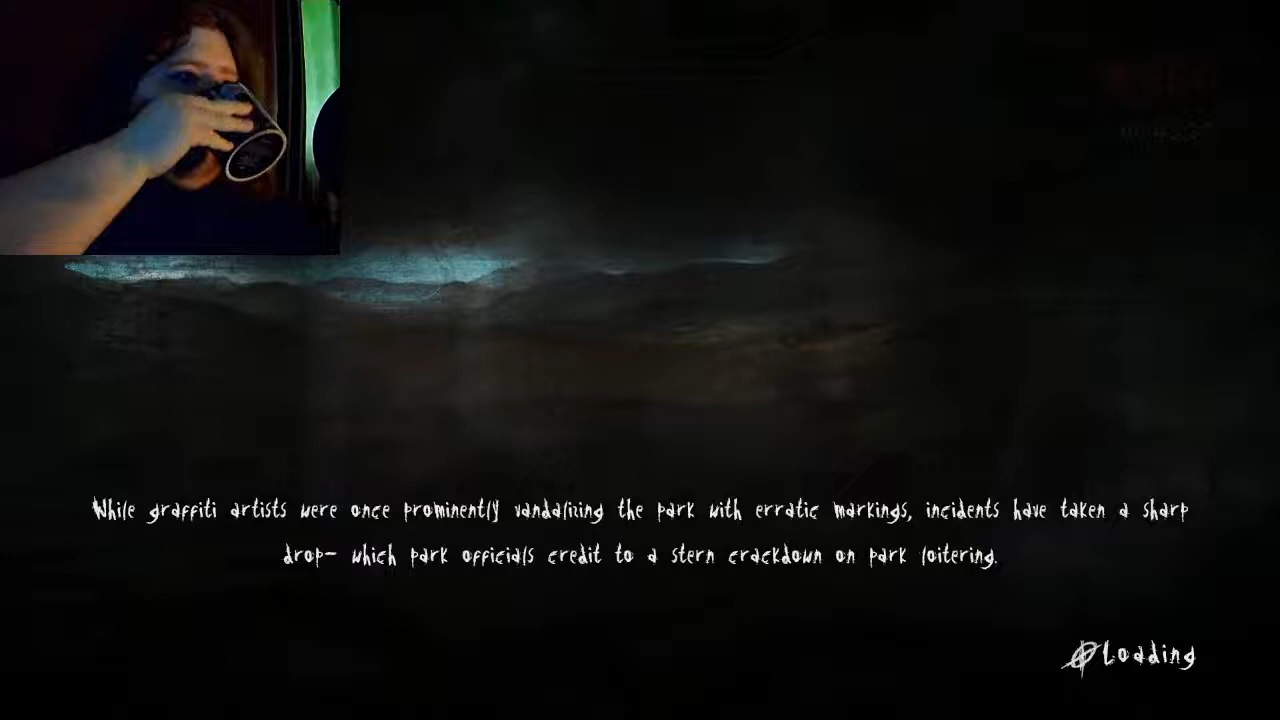 While graffiti artists were once prominently vandalizing the park with erratic markings, incidents have taken a sharp
drop- which park officials credit to a stern crackdown on park loitering.
Loading